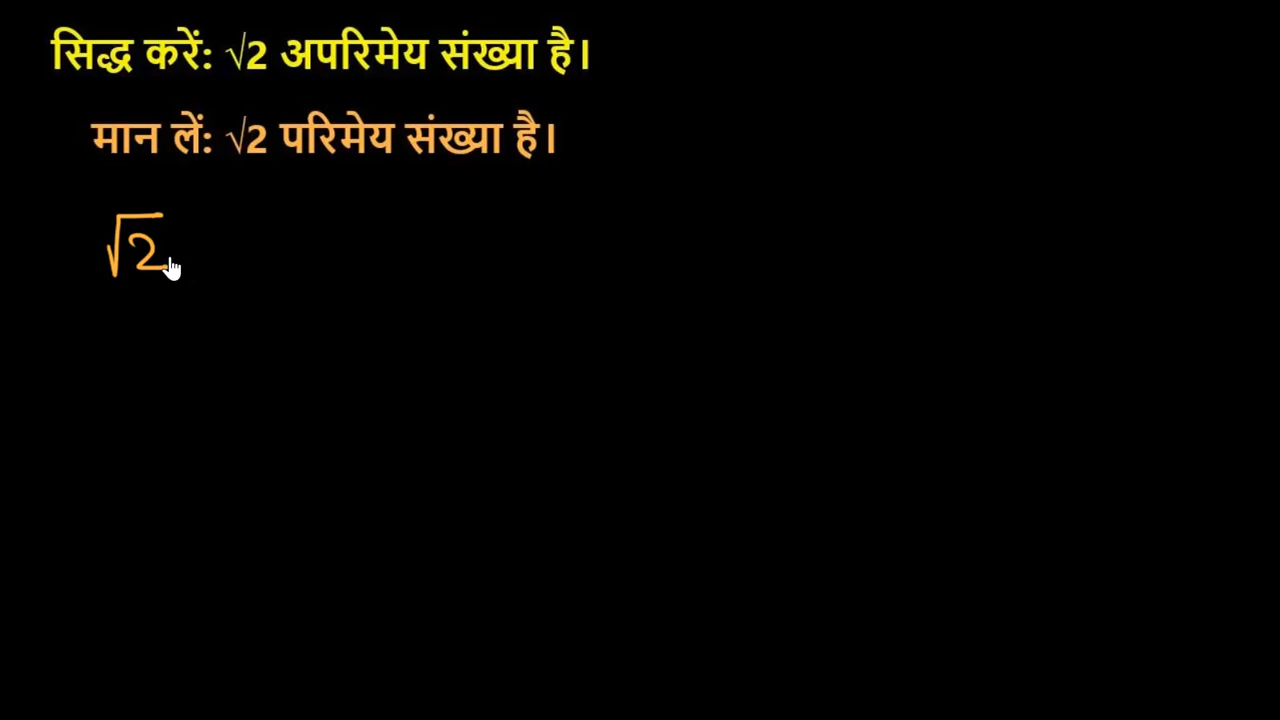 सिद्ध करें: √2 अपरिमेय संख्या है।
मान लें: √2 परिमेय संख्या है।
√2